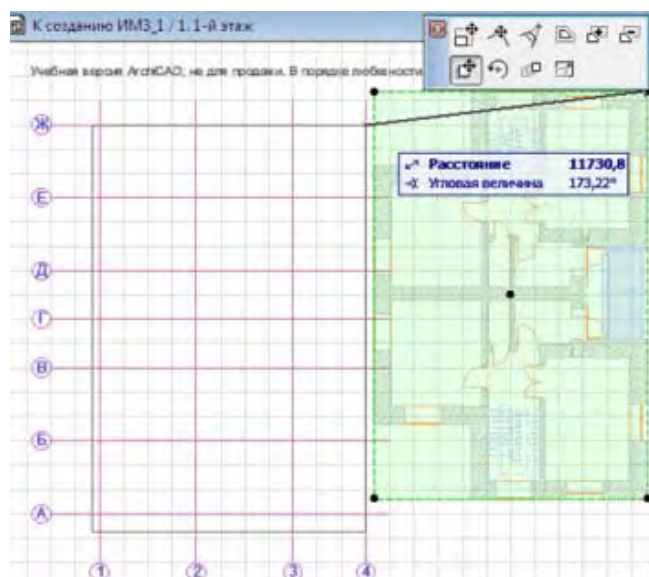 К созданию ИМЗ_1 / 1. 1-й этаж
Учебная версия ArchiCAD; не для продажи. В порядке любезности
Ж
Расстояние 11730,8
Угловая величина 173,22°
Е
Д
Г
В
Б
А
1 2 3 4